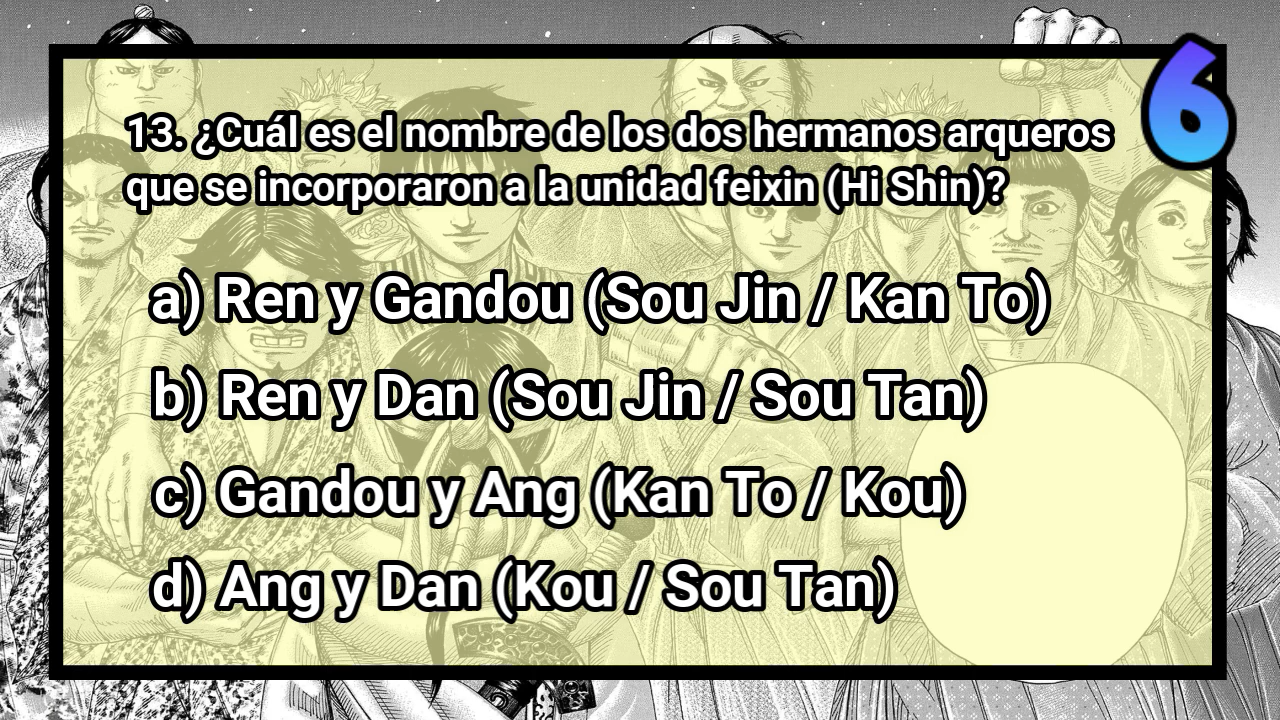 6
13. ¿Cuál es el nombre de los dos hermanos arqueros
que se incorporaron a la unidad feixin (Hi Shin)?
a) Ren y Gandou (Sou Jin / Kan To)
b) Ren y Dan (Sou Jin / Sou Tan)
c) Gandou y Ang (Kan To / Kou)
d) Ang y Dan (Kou / Sou Tan)